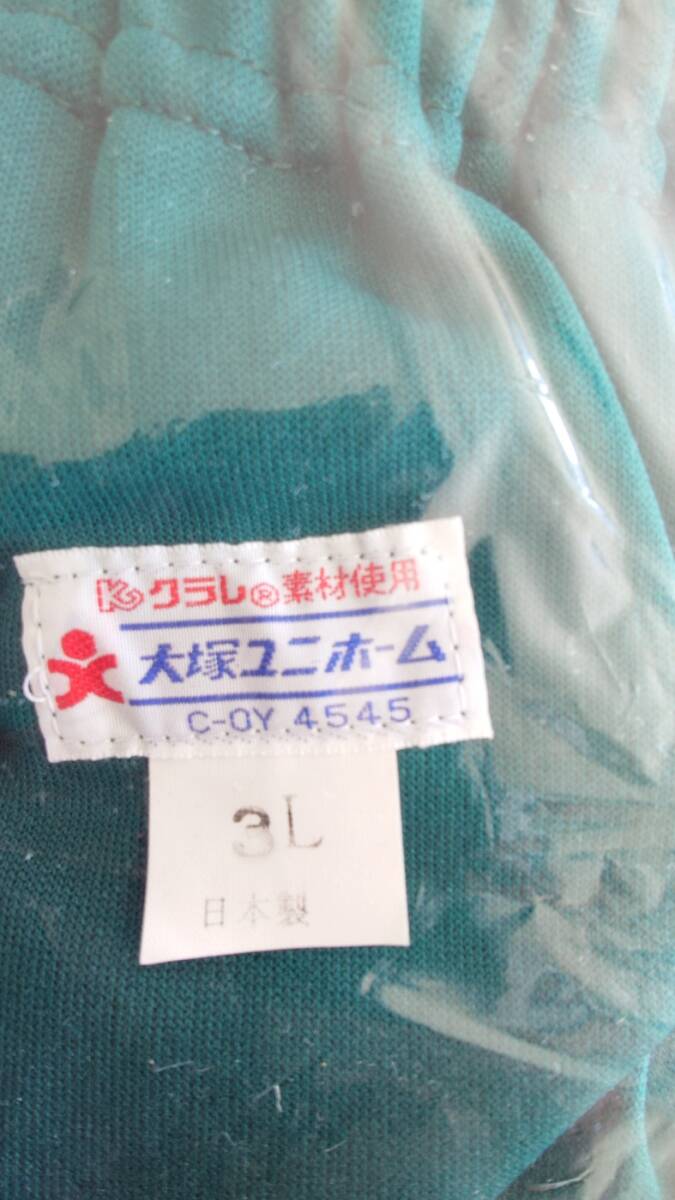 クラレ®素材使用
大塚ユニホーム
C-OY 4545
3L
日本製